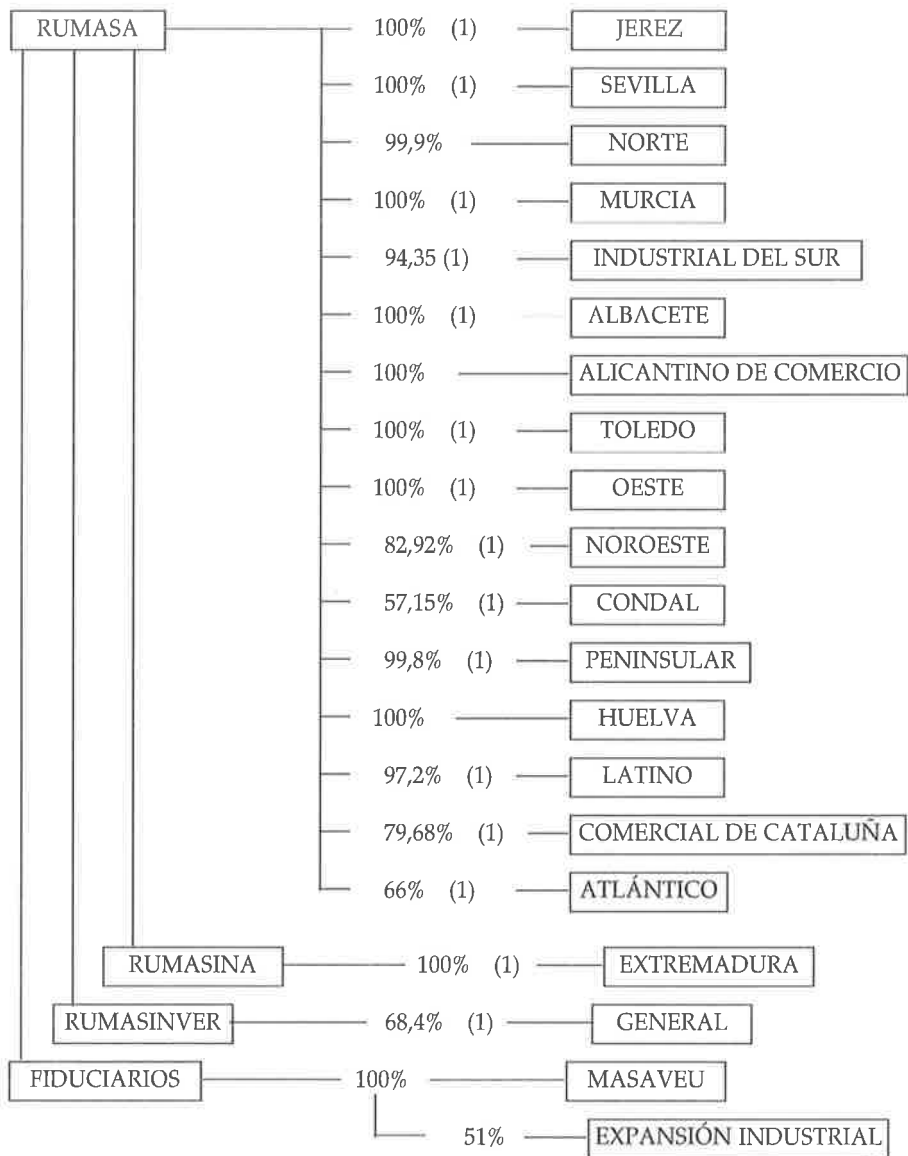 RUMASA 100% (1) JEREZ
100% (1) SEVILLA
99,9% NORTE
100% (1) MURCIA
94,35 (1) INDUSTRIAL DEL SUR
100% (1) ALBACETE
100% ALICANTINO DE COMERCIO
100% (1) TOLEDO
100% (1) OESTE
82,92% (1) NOROESTE
57,15% (1) CONDAL
99,8% (1) PENINSULAR
100% HUELVA
97,2% (1) LATINO
79,68% (1) COMERCIAL DE CATALUÑA
66% (1) ATLÁNTICO
RUMASINA 100% (1) EXTREMADURA
RUMASINVER 68,4% (1) GENERAL
FIDUCIARIOS 100% MASAVEU
51% EXPANSIÓN INDUSTRIAL